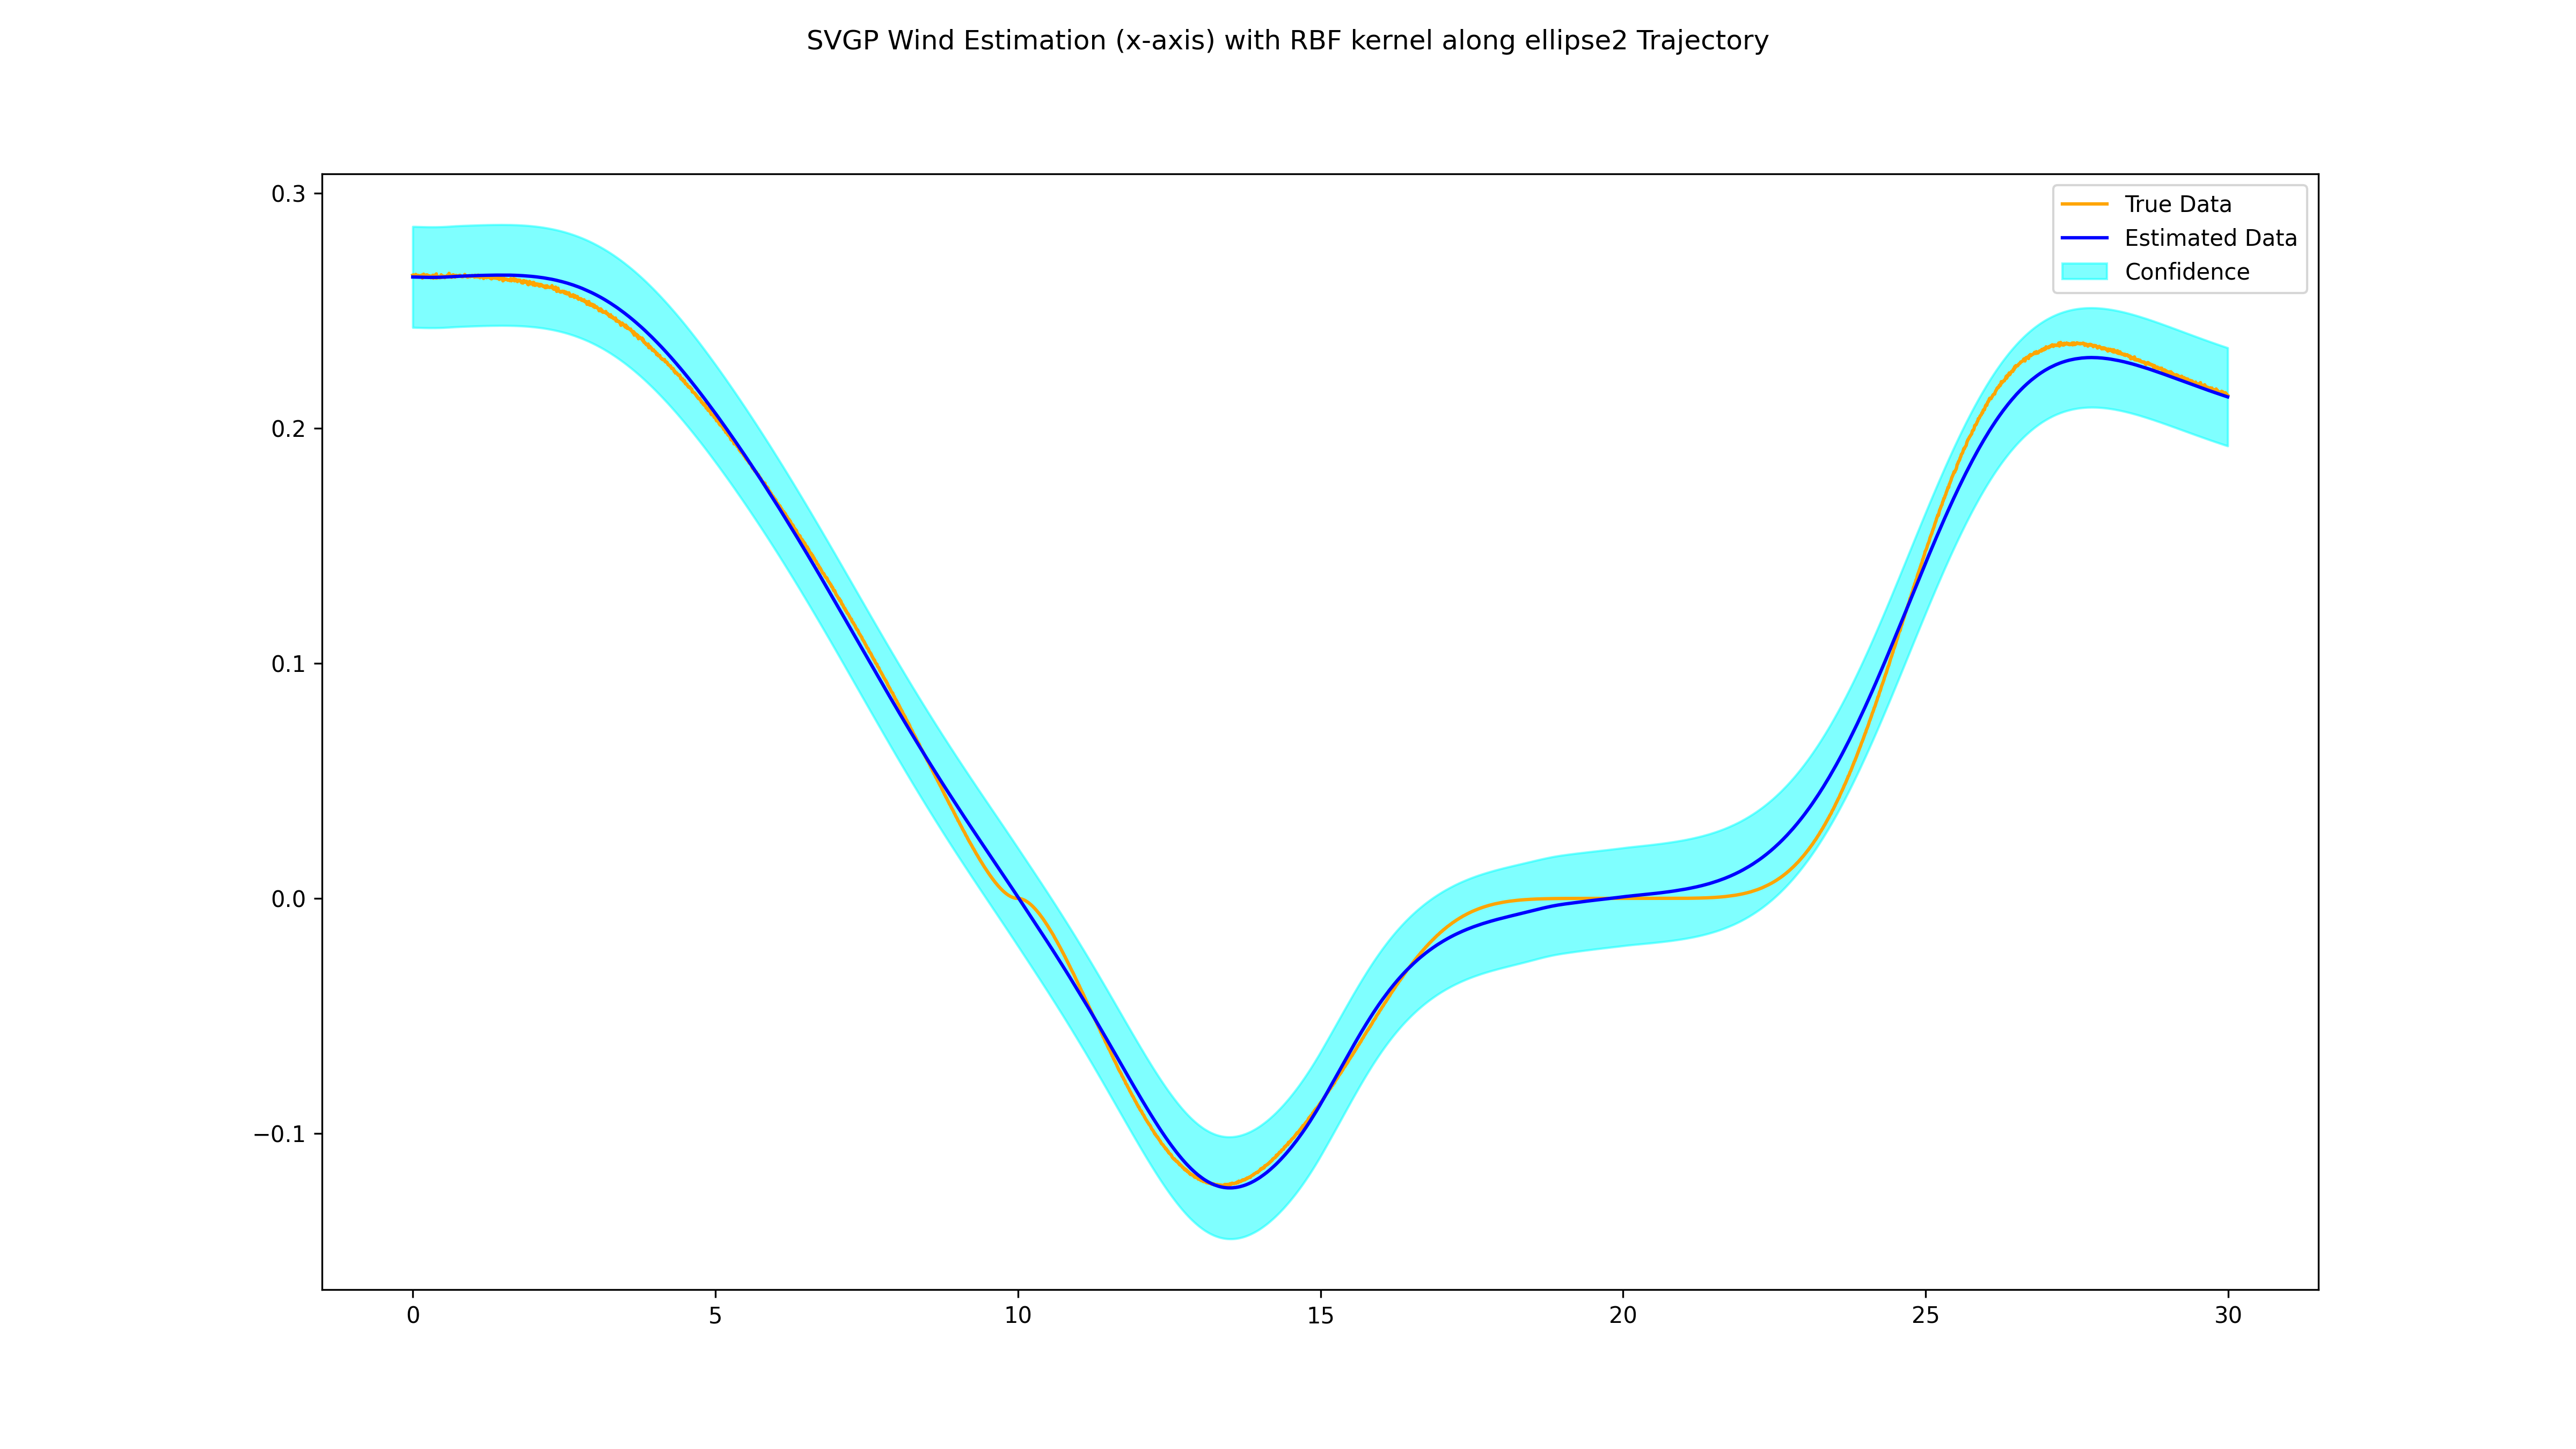 SVGP Wind Estimation (x-axis) with RBF kernel along ellipse2 Trajectory
True Data
Estimated Data
Confidence
0.3
0.2
0.1
0.0
−0.1
0 5 10 15 20 25 30